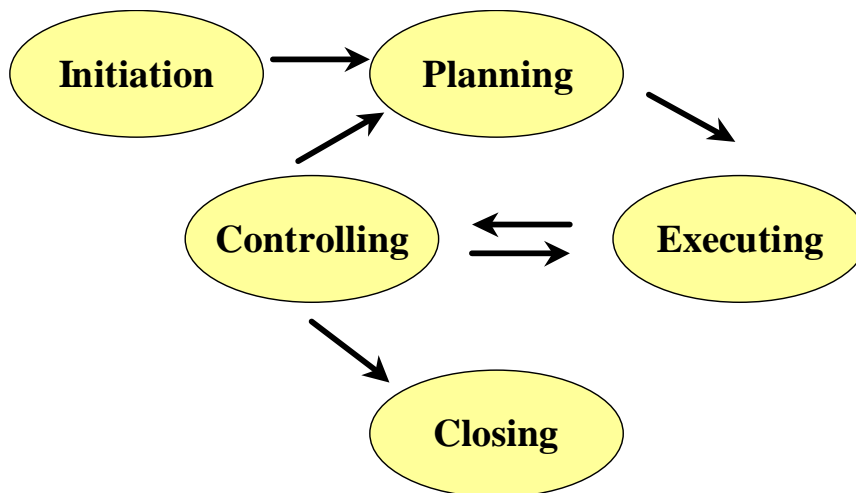 Initiation
Planning
Controlling
Executing
Closing